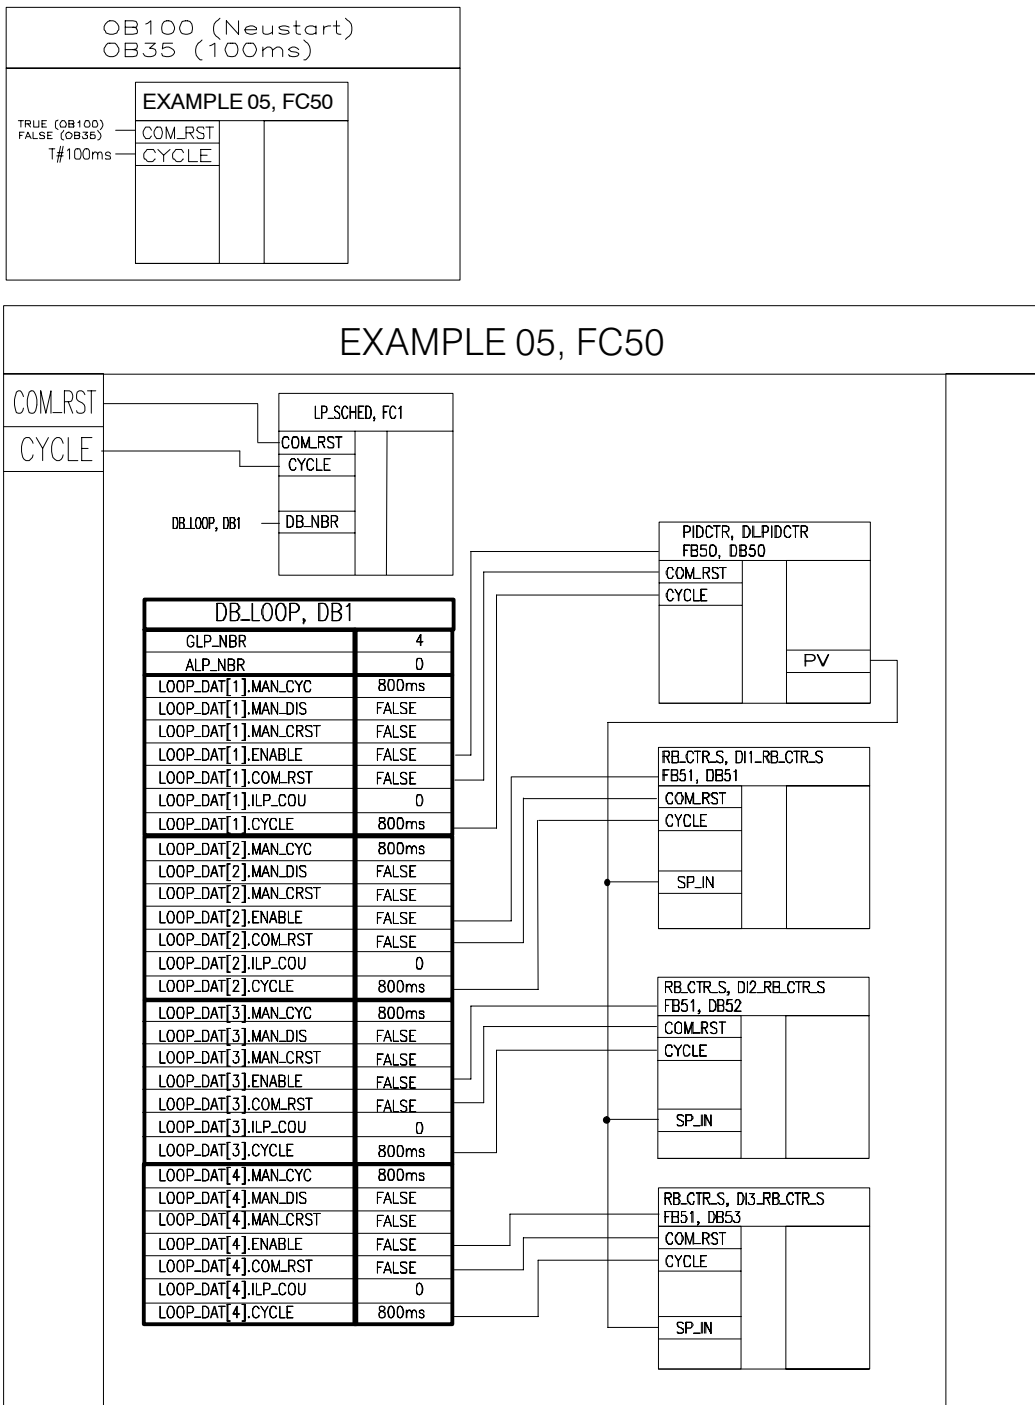 OB100 (Neustart)
OB35 (100ms)
EXAMPLE 05, FC50
TRUE (OB100)
FALSE (OB35)
COM_RST
T#100ms
CYCLE
EXAMPLE 05, FC50
COM_RST
CYCLE
LP_SCHED, FC1
COM_RST
CYCLE
DB_LOOP, DB1
DB_NBR
DB_LOOP, DB1
GLP_NBR 4
ALP_NBR 0
LOOP_DAT[1].MAN_CYC 800ms
LOOP_DAT[1].MAN_DIS FALSE
LOOP_DAT[1].MAN_CRST FALSE
LOOP_DAT[1].ENABLE FALSE
LOOP_DAT[1].COM_RST FALSE
LOOP_DAT[1].ILP_COU 0
LOOP_DAT[1].CYCLE 800ms
LOOP_DAT[2].MAN_CYC 800ms
LOOP_DAT[2].MAN_DIS FALSE
LOOP_DAT[2].MAN_CRST FALSE
LOOP_DAT[2].ENABLE FALSE
LOOP_DAT[2].COM_RST FALSE
LOOP_DAT[2].ILP_COU 0
LOOP_DAT[2].CYCLE 800ms
LOOP_DAT[3].MAN_CYC 800ms
LOOP_DAT[3].MAN_DIS FALSE
LOOP_DAT[3].MAN_CRST FALSE
LOOP_DAT[3].ENABLE FALSE
LOOP_DAT[3].COM_RST FALSE
LOOP_DAT[3].ILP_COU 0
LOOP_DAT[3].CYCLE 800ms
LOOP_DAT[4].MAN_CYC 800ms
LOOP_DAT[4].MAN_DIS FALSE
LOOP_DAT[4].MAN_CRST FALSE
LOOP_DAT[4].ENABLE FALSE
LOOP_DAT[4].COM_RST FALSE
LOOP_DAT[4].ILP_COU 0
LOOP_DAT[4].CYCLE 800ms
PIDCTR, DI_PIDCTR
FB50, DB50
COM_RST
CYCLE
PV
RB_CTR_S, DI1_RB_CTR_S
FB51, DB51
COM_RST
CYCLE
SP_IN
RB_CTR_S, DI2_RB_CTR_S
FB51, DB52
COM_RST
CYCLE
SP_IN
RB_CTR_S, DI3_RB_CTR_S
FB51, DB53
COM_RST
CYCLE
SP_IN